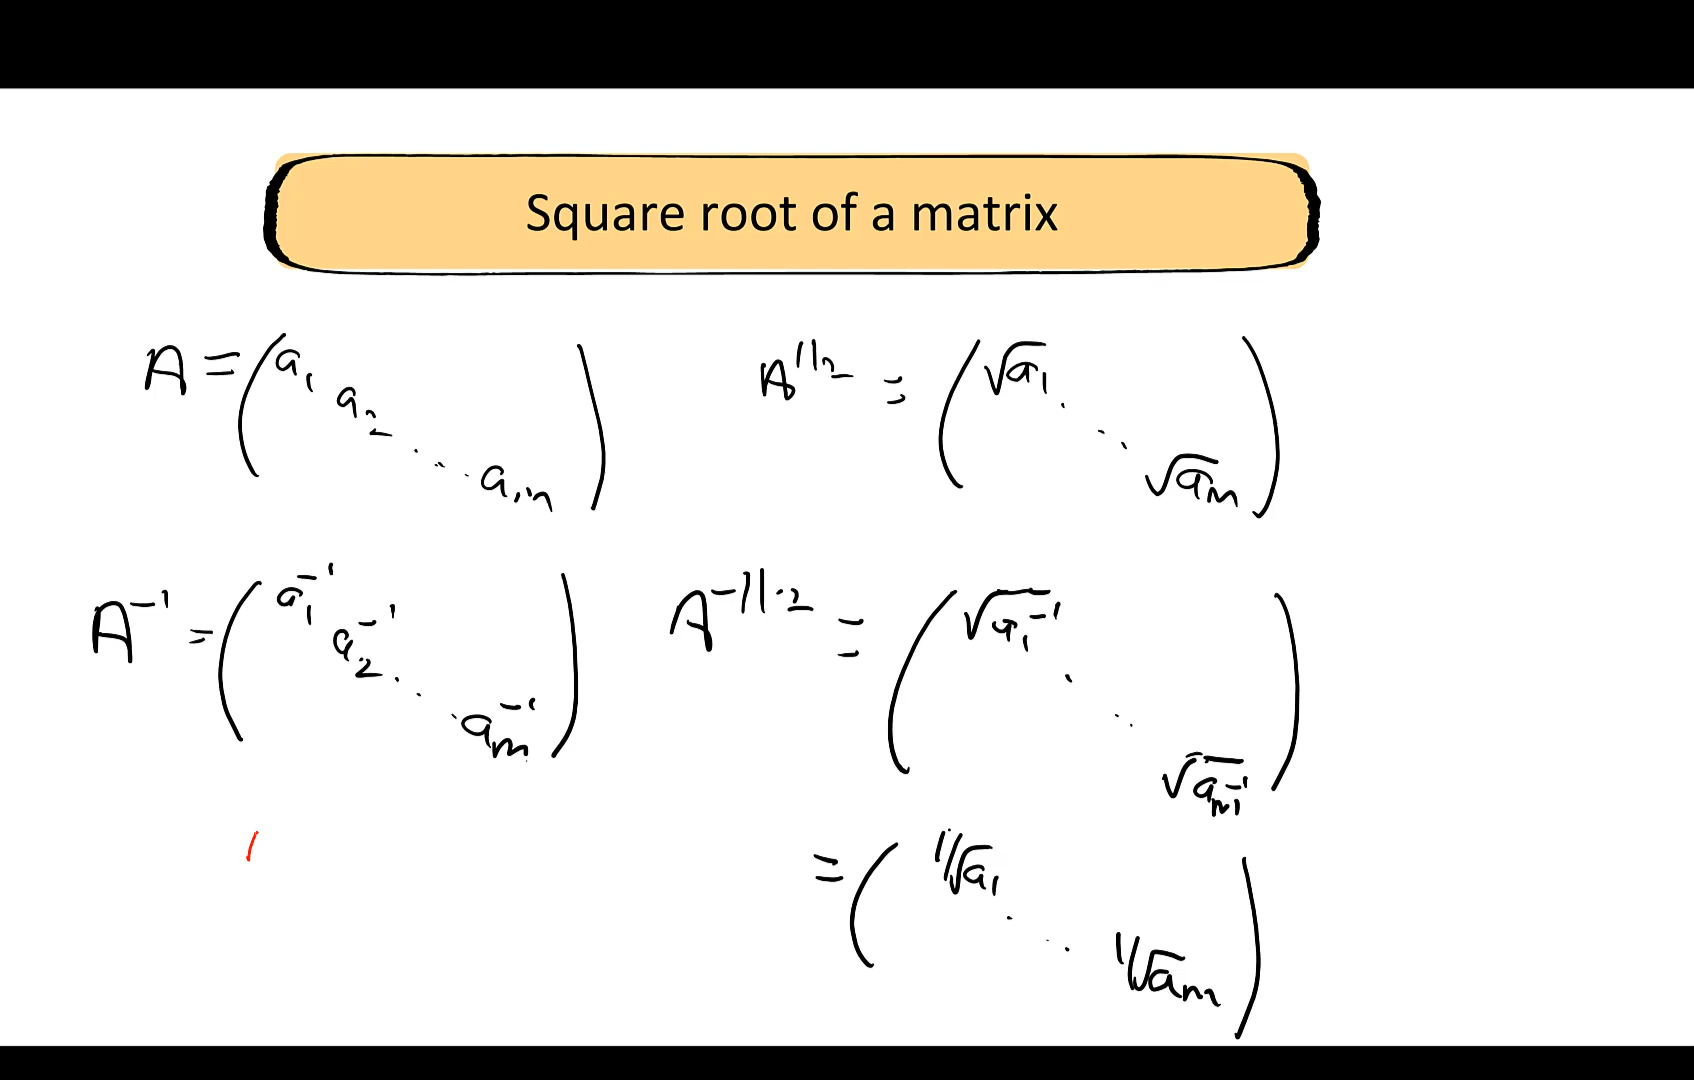 Square root of a matrix
A = ( a₁ a₂ ... aₘ )
A^{1/2} = ( √a₁ ... √aₘ )
A⁻¹ = ( a₁⁻¹ a₂⁻¹ ... aₘ⁻¹ )
A^{-1/2} = ( √a₁⁻¹ ... √aₘ⁻¹ )
= ( 1/√a₁ ... 1/√aₘ )